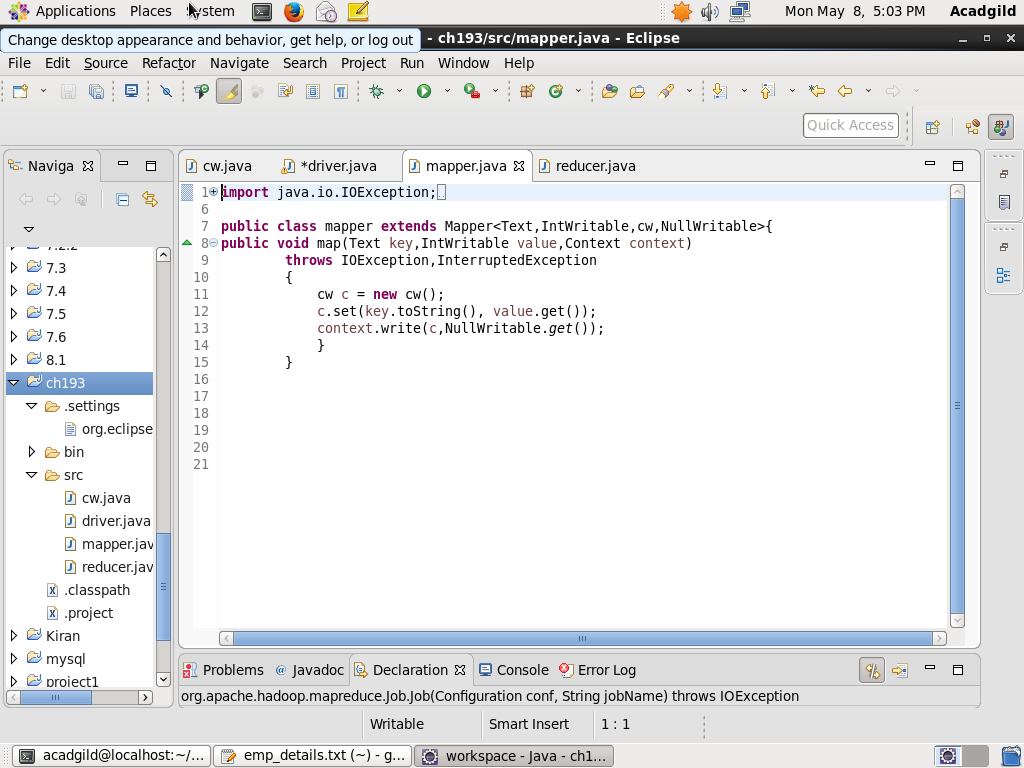 Applications Places System Mon May 8, 5:03 PM Acadgild
Change desktop appearance and behavior, get help, or log out - ch193/src/mapper.java - Eclipse
File Edit Source Refactor Navigate Search Project Run Window Help
Quick Access
Naviga
cw.java *driver.java mapper.java reducer.java
7.3
7.4
7.5
7.6
8.1
ch193
.settings
org.eclipse
bin
src
cw.java
driver.java
mapper.jav
reducer.jav
.classpath
.project
Kiran
mysql
project1
1 import java.io.IOException;
6
7 public class mapper extends Mapper<Text,IntWritable,cw,NullWritable>{
8 public void map(Text key,IntWritable value,Context context)
9 throws IOException,InterruptedException
10 {
11 cw c = new cw();
12 c.set(key.toString(), value.get());
13 context.write(c,NullWritable.get());
14 }
15 }
16
17
18
19
20
21
Problems @ Javadoc Declaration Console Error Log
org.apache.hadoop.mapreduce.Job.Job(Configuration conf, String jobName) throws IOException
Writable Smart Insert 1 : 1
acadgild@localhost:~/... emp_details.txt (~) - g... workspace - Java - ch1...